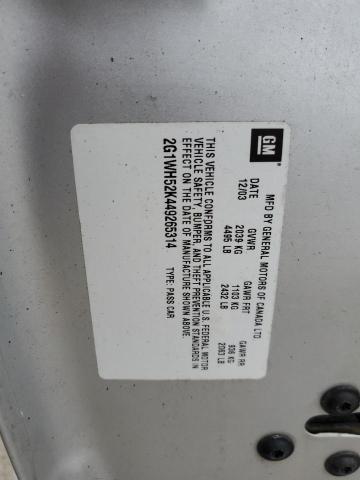 GM
MFD BY GENERAL MOTORS OF CANADA LTD
DATE GVWR GAWR FRT GAWR RR
12/03 2039 KG 1103 KG 936 KG
4495 LB 2432 LB 2063 LB
THIS VEHICLE CONFORMS TO ALL APPLICABLE U.S. FEDERAL MOTOR
VEHICLE SAFETY, BUMPER, AND THEFT PREVENTION STANDARDS IN
EFFECT ON THE DATE OF MANUFACTURE SHOWN ABOVE.
2G1WH52K449265314 TYPE: PASS CAR